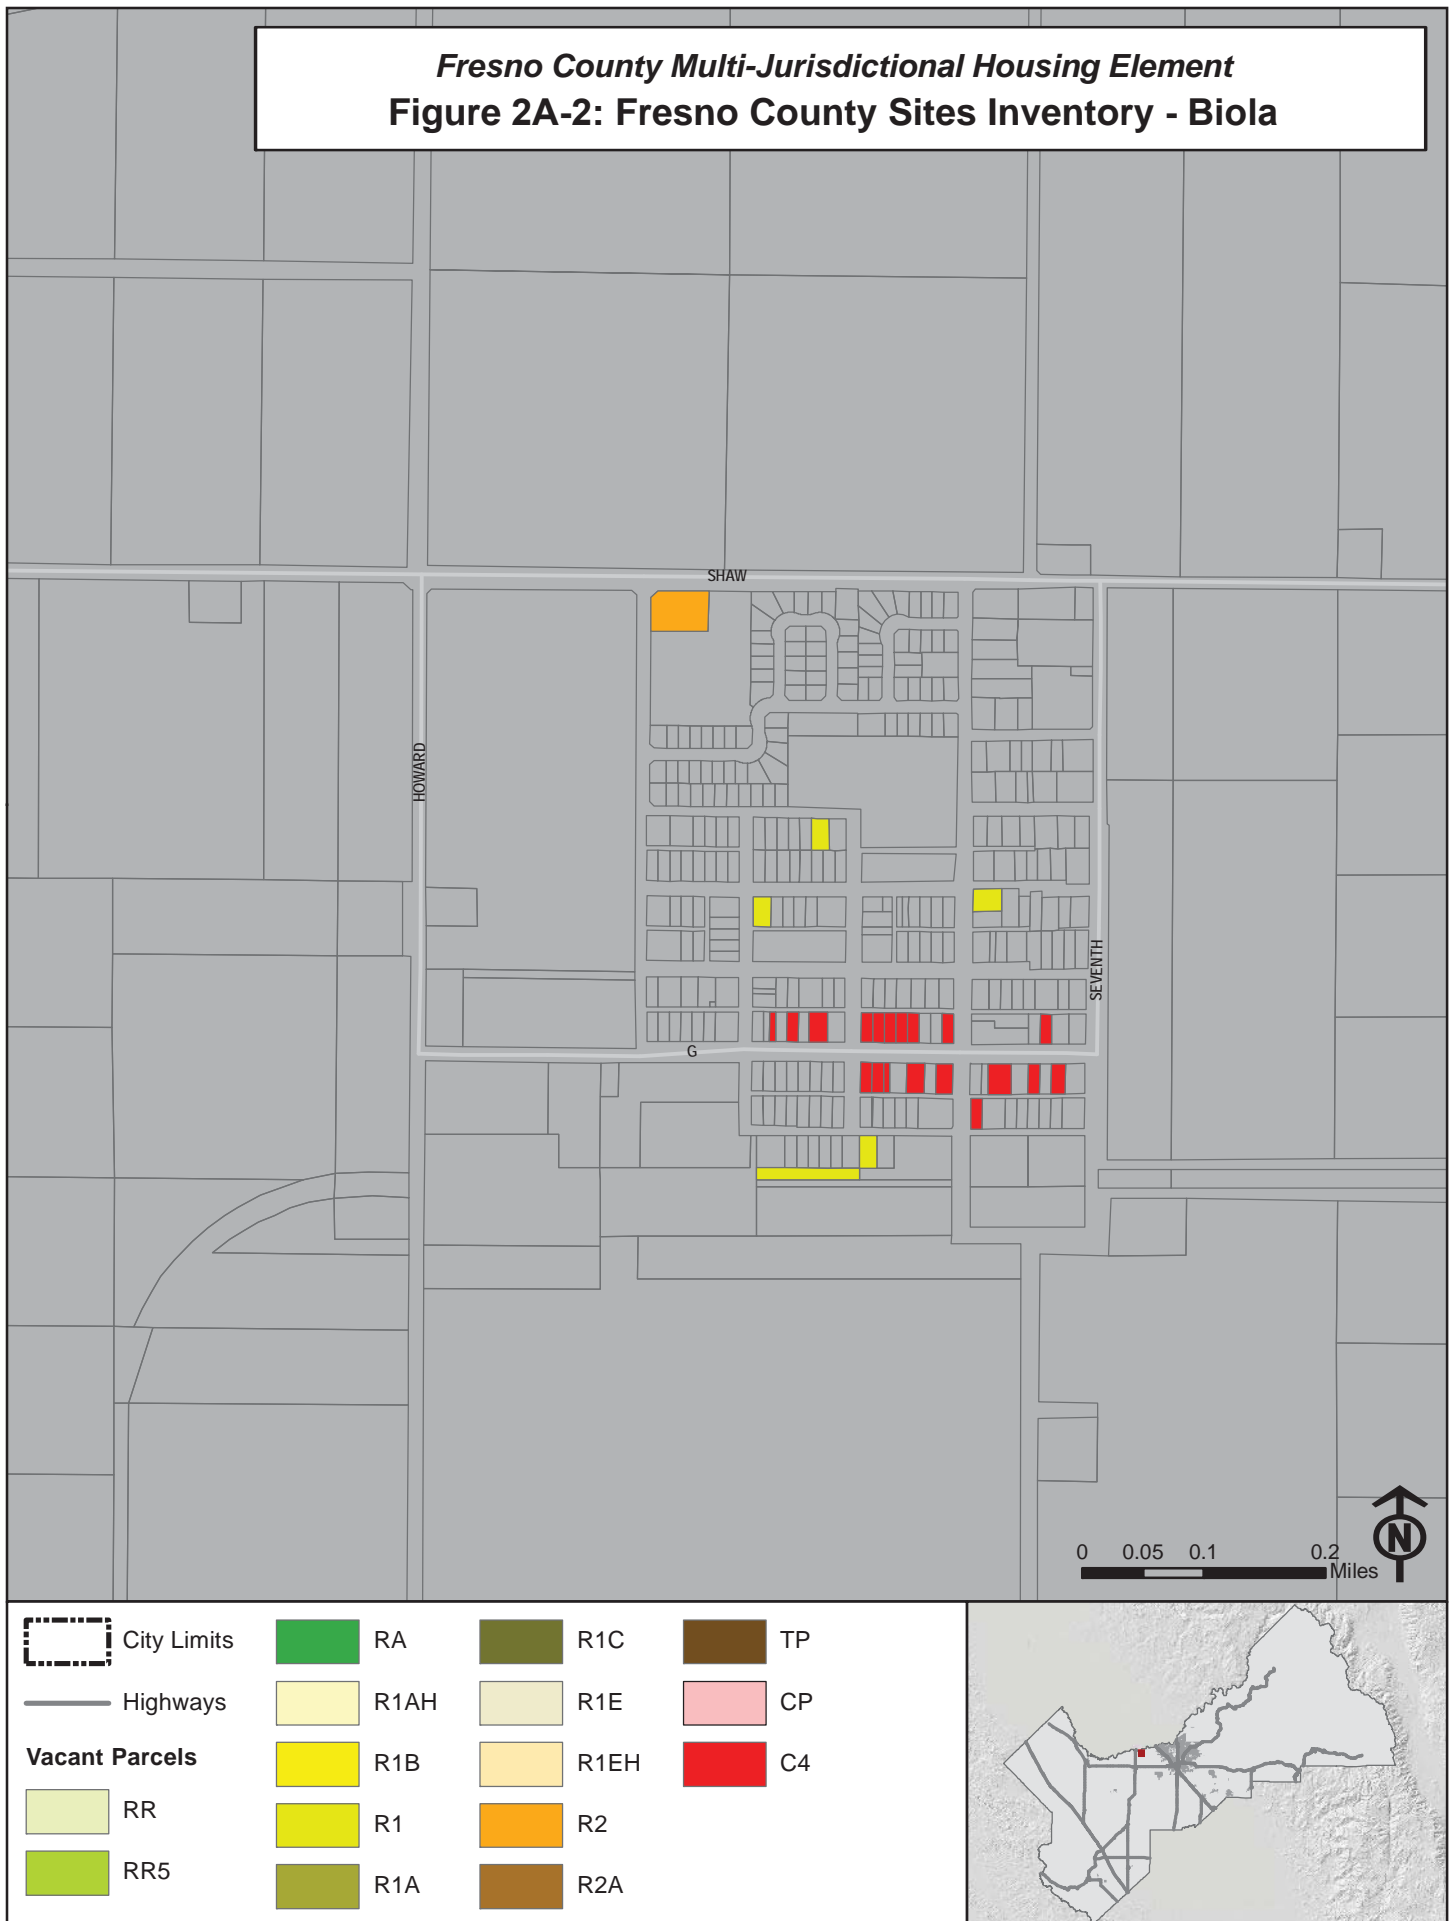 Fresno County Multi-Jurisdictional Housing Element
Figure 2A-2: Fresno County Sites Inventory - Biola
SHAW
HOWARD
SEVENTH
G
0 0.05 0.1 0.2
Miles
N
City Limits
Highways
Vacant Parcels
RR
RR5
RA
R1AH
R1B
R1
R1A
R1C
R1E
R1EH
R2
R2A
TP
CP
C4